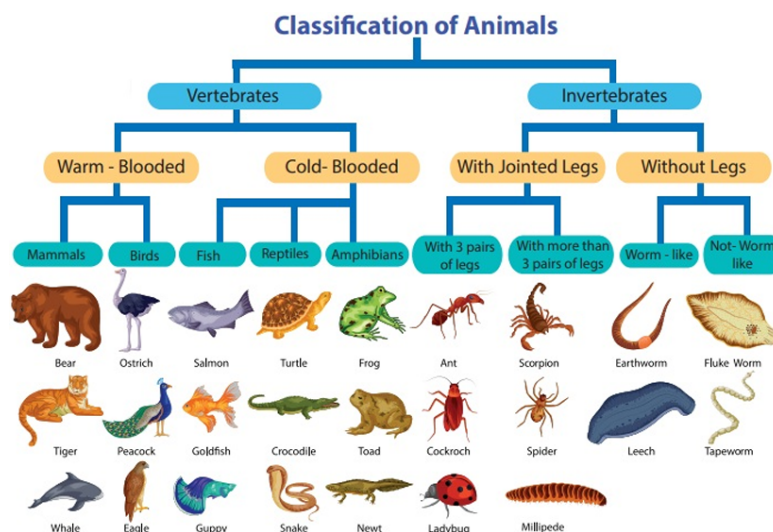 Classification of Animals
Vertebrates
Invertebrates
Warm - Blooded
Cold- Blooded
With Jointed Legs
Without Legs
Mammals
Birds
Fish
Reptiles
Amphibians
With 3 pairs
of legs
With more than
3 pairs of legs
Worm - like
Not- Worm
like
Bear
Ostrich
Salmon
Turtle
Frog
Ant
Scorpion
Earthworm
Fluke Worm
Tiger
Peacock
Goldfish
Crocodile
Toad
Cockroch
Spider
Leech
Tapeworm
Whale
Eagle
Guppy
Snake
Newt
Ladybug
Millipede